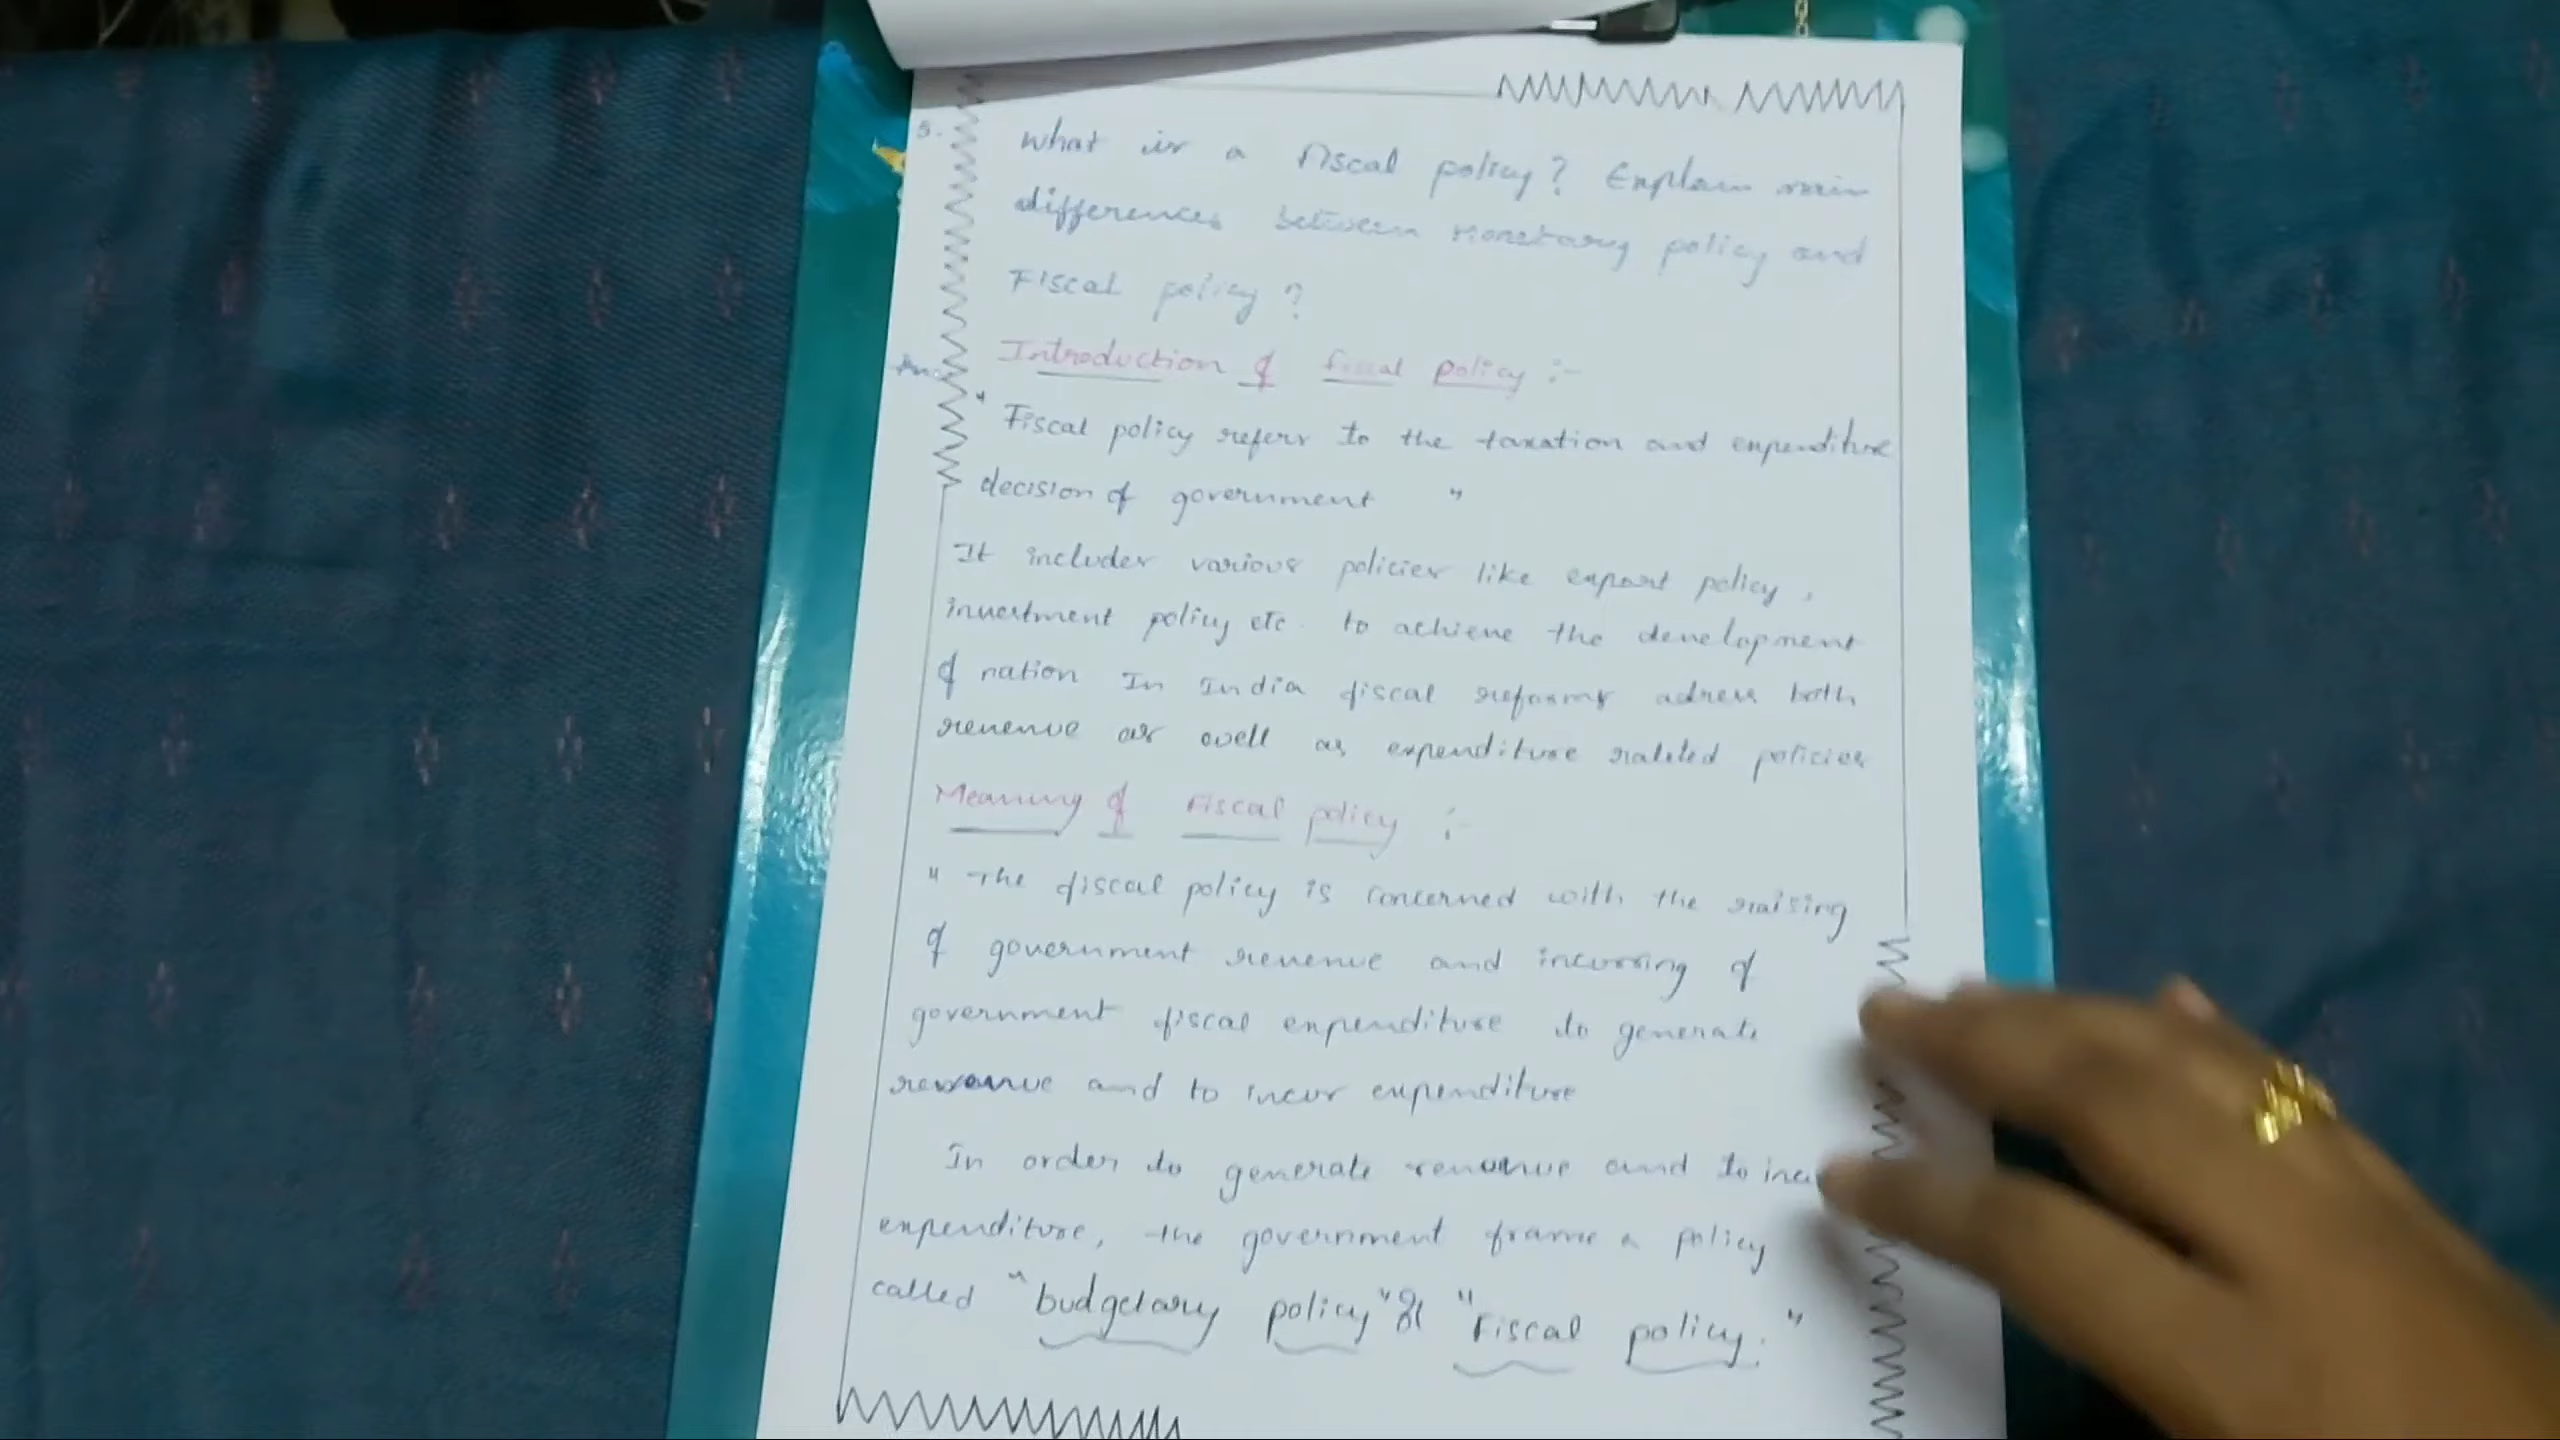 5. What is a Fiscal policy? Explain main
differences between Monetary policy and
Fiscal policy?
Ans Introduction of fiscal policy :-
" Fiscal policy refers to the taxation and expenditure
decision of government "
It includes various policies like export policy,
investment policy etc. to achieve the development
of nation In India fiscal reforms adress both
revenue as well as expenditure raleted policies
Meaning of Fiscal policy :-
" The fiscal policy is concerned with the raising
of government revenue and incurring of
government fiscal expenditure to generate
revenue and to incur expenditure
In order to generate revenue and to
expenditure, the government frame a policy
called "budgetary policy" or "Fiscal policy."